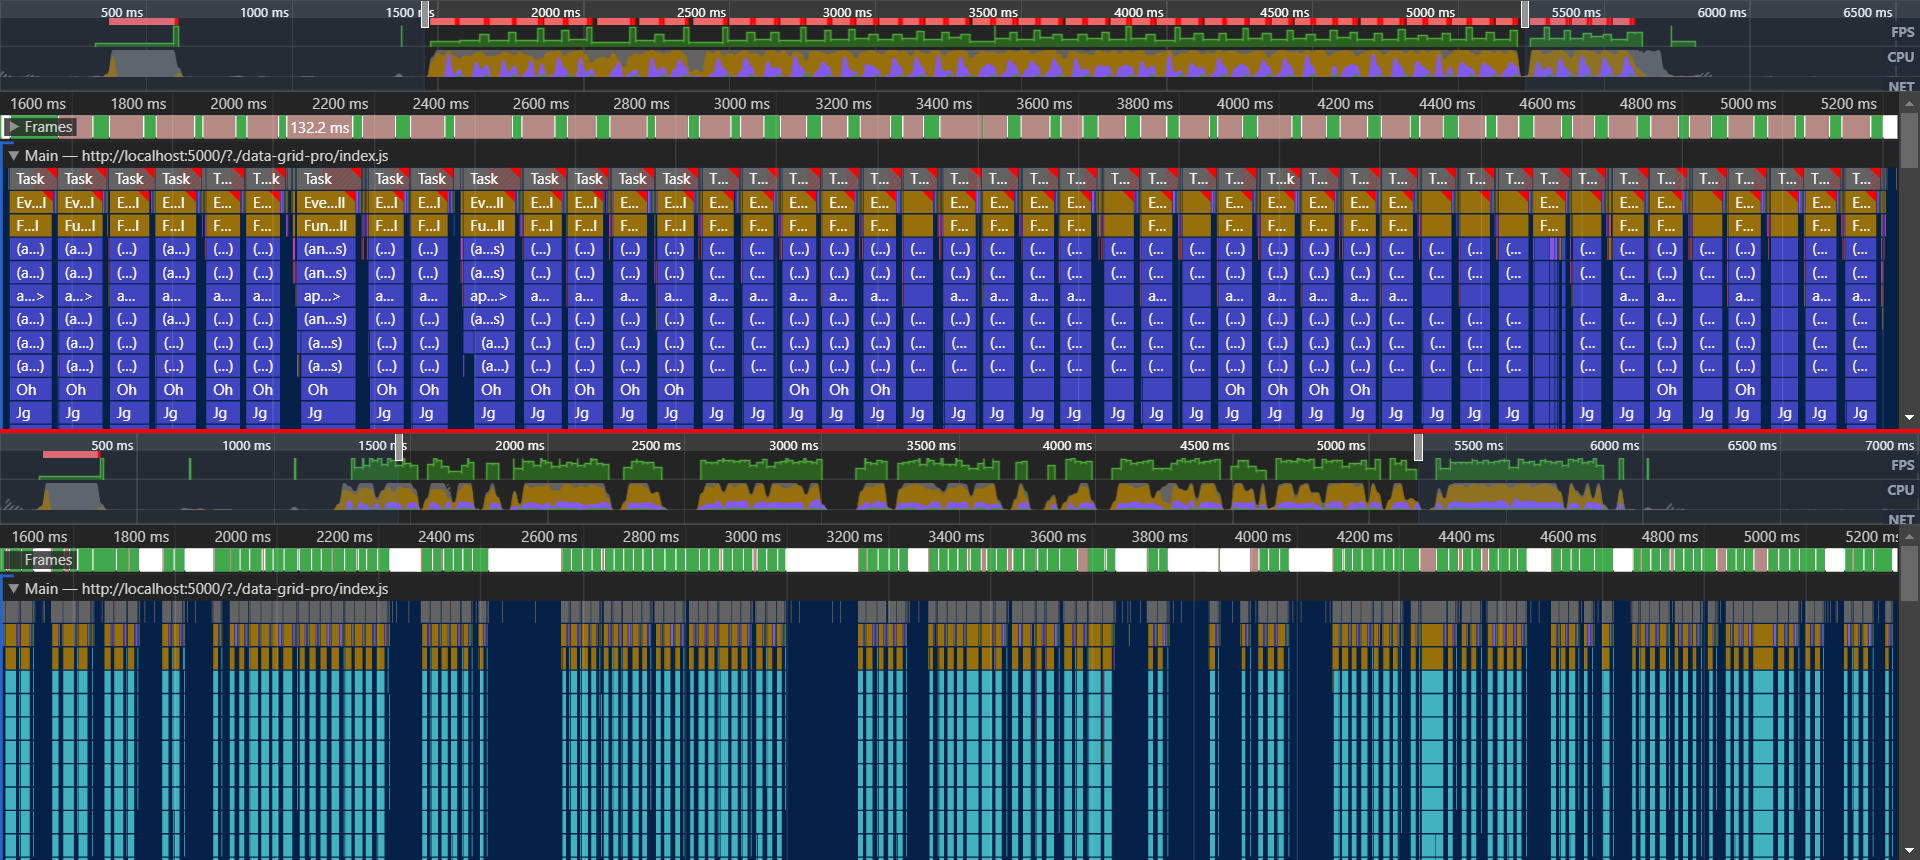 500 ms 1000 ms 1500 ms 2000 ms 2500 ms 3000 ms 3500 ms 4000 ms 4500 ms 5000 ms 5500 ms 6000 ms 6500 ms
FPS
CPU
NET
1600 ms 1800 ms 2000 ms 2200 ms 2400 ms 2600 ms 2800 ms 3000 ms 3200 ms 3400 ms 3600 ms 3800 ms 4000 ms 4200 ms 4400 ms 4600 ms 4800 ms 5000 ms 5200 ms
Frames 132.2 ms
Main — http://localhost:5000/?./data-grid-pro/index.js
Task Task Task Task T... T...k Task Task Task Task Task Task Task Task T... T... T... T... T... T... T... T... T... T... T... T... T... T... T...k T... T... T... T... T... T... T... T... T... T... T... T... T... T...
Ev...l Ev...l E...l E...l E... E... Eve...ll E...l E...l Ev...ll E...l E...l E... E... E... E... E... E... E... E... E... E... E... E... E... E... E... E... E... E... E... E... E... E... E...
F...l Fu...l F...l F...l F... F... Fun...ll F...l F...l Fu...ll F...l F...l F... F... F... F... F... F... F... F... F... F... F... F... F... F... F... F... F... F... F... F... F... F... F...
(a...) (a...) (...) (a...) (...) (...) (an...s) (...) (...) (a...s) (...) (...) (...) (...) (... (... (... (... (... (... (... (... (... (... (... (... (... (... (... (... (... (... (... (... (... (... (... (... (... (... (...
(a...) (a...) (...) (a...) (...) (...) (an...s) (...) (...) (a...s) (...) (...) (...) (...) (... (... (... (... (... (... (... (... (... (... (... (... (... (... (... (... (... (... (... (... (... (... (... (... (... (... (...
a...> a...> a... a...> a... a... ap...> a... a... ap...> a... a... a... a... a... a... a... a... a... a... a... a... a... a... a... a... a... a... a... a... a... a... a...
(a...) (a...) (...) (a...) (...) (...) (an...s) (...) (...) (a...s) (...) (...) (...) (...) (... (... (... (... (... (... (... (... (... (... (... (... (... (... (... (... (... (... (... (... (... (... (... (... (... (... (...
(a...) (a...) (...) (...) (...) (...) (a...s) (...) (...) (a...) (...) (...) (...) (...) (... (... (... (... (... (... (... (... (... (... (... (... (... (... (... (... (... (... (... (... (... (... (... (... (... (...
(a...) (a...) (...) (...) (...) (...) (a...s) (...) (...) (a...) (...) (...) (...) (...) (... (... (... (... (... (... (... (... (... (... (... (... (... (... (... (... (... (... (... (... (... (... (... (... (... (...
Oh Oh Oh Oh Oh Oh Oh Oh Oh Oh Oh Oh Oh Oh Oh Oh Oh Oh Oh Oh Oh Oh Oh
Jg Jg Jg Jg Jg Jg Jg Jg Jg Jg Jg Jg Jg Jg Jg Jg Jg Jg Jg Jg Jg Jg Jg Jg Jg Jg Jg Jg Jg Jg Jg Jg Jg Jg Jg Jg Jg Jg Jg Jg Jg Jg
500 ms 1000 ms 1500 ms 2000 ms 2500 ms 3000 ms 3500 ms 4000 ms 4500 ms 5000 ms 5500 ms 6000 ms 6500 ms 7000 ms
FPS
CPU
NET
1600 ms 1800 ms 2000 ms 2200 ms 2400 ms 2600 ms 2800 ms 3000 ms 3200 ms 3400 ms 3600 ms 3800 ms 4000 ms 4200 ms 4400 ms 4600 ms 4800 ms 5000 ms 5200 ms
Frames
Main — http://localhost:5000/?./data-grid-pro/index.js